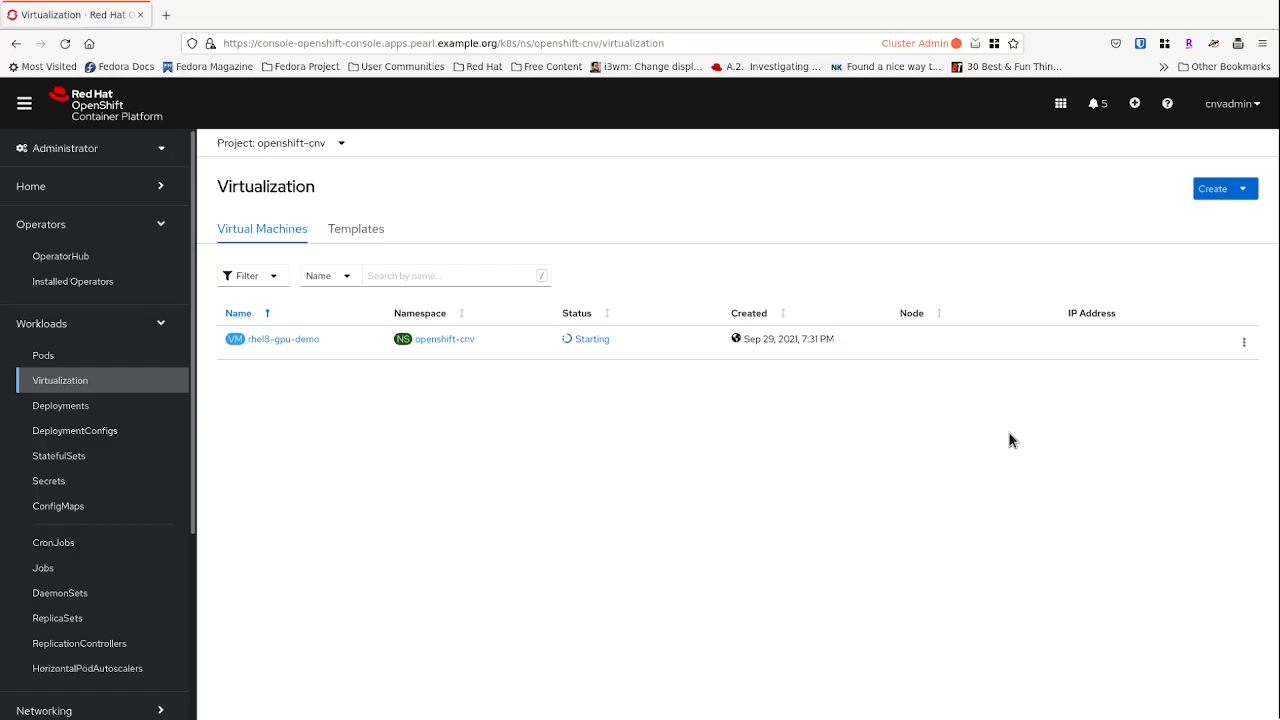 Virtualization · Red Hat O
https://console-openshift-console.apps.pearl.example.org/k8s/ns/openshift-cnv/virtualization
Cluster Admin
Most Visited
Fedora Docs
Fedora Magazine
Fedora Project
User Communities
Red Hat
Free Content
i3wm: Change displ...
A.2. Investigating ...
NK Found a nice way t...
30 Best & Fun Thin...
Other Bookmarks
Red Hat
OpenShift
Container Platform
5
cnvadmin
Administrator
Home
Operators
OperatorHub
Installed Operators
Workloads
Pods
Virtualization
Deployments
DeploymentConfigs
StatefulSets
Secrets
ConfigMaps
CronJobs
Jobs
DaemonSets
ReplicaSets
ReplicationControllers
HorizontalPodAutoscalers
Networking
Project: openshift-cnv
Virtualization
Create
Virtual Machines Templates
Filter Name Search by name... /
Name Namespace Status Created Node IP Address
VM rhel8-gpu-demo NS openshift-cnv Starting Sep 29, 2021, 7:31 PM